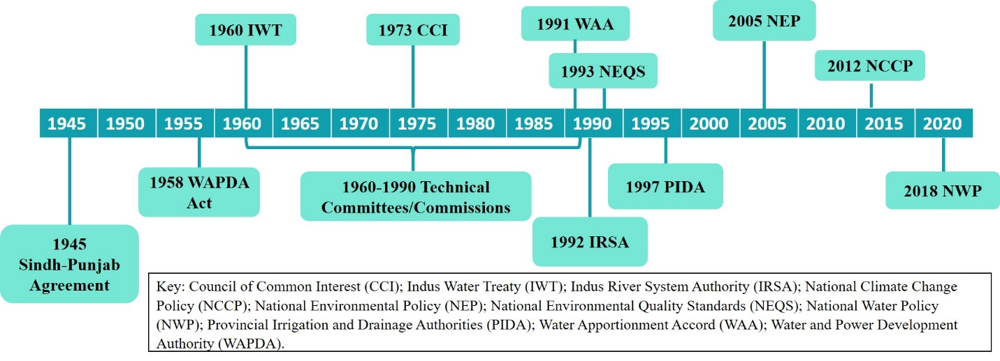 1960 IWT
1973 CCI
1991 WAA
2005 NEP
1993 NEQS
2012 NCCP
1945 1950 1955 1960 1965 1970 1975 1980 1985 1990 1995 2000 2005 2010 2015 2020
1958 WAPDA
Act
1960-1990 Technical
Committees/Commissions
1997 PIDA
2018 NWP
1992 IRSA
1945
Sindh-Punjab
Agreement
Key: Council of Common Interest (CCI); Indus Water Treaty (IWT); Indus River System Authority (IRSA); National Climate Change
Policy (NCCP); National Environmental Policy (NEP); National Environmental Quality Standards (NEQS); National Water Policy
(NWP); Provincial Irrigation and Drainage Authorities (PIDA); Water Apportionment Accord (WAA); Water and Power Development
Authority (WAPDA).